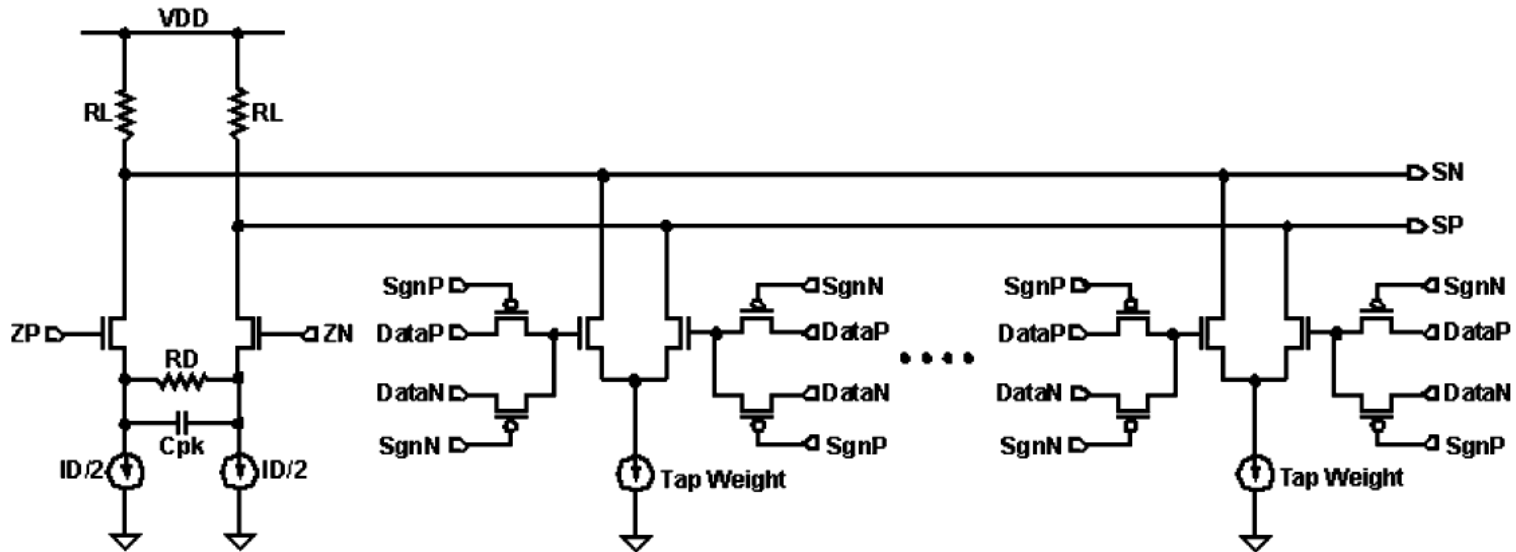 VDD
RL RL
SN
SP
SgnP SgnN SgnP SgnN
ZP ZN DataP DataP DataP DataP
RD
DataN DataN DataN DataN
Cpk
SgnN SgnP SgnN SgnP
ID/2 ID/2 Tap Weight Tap Weight